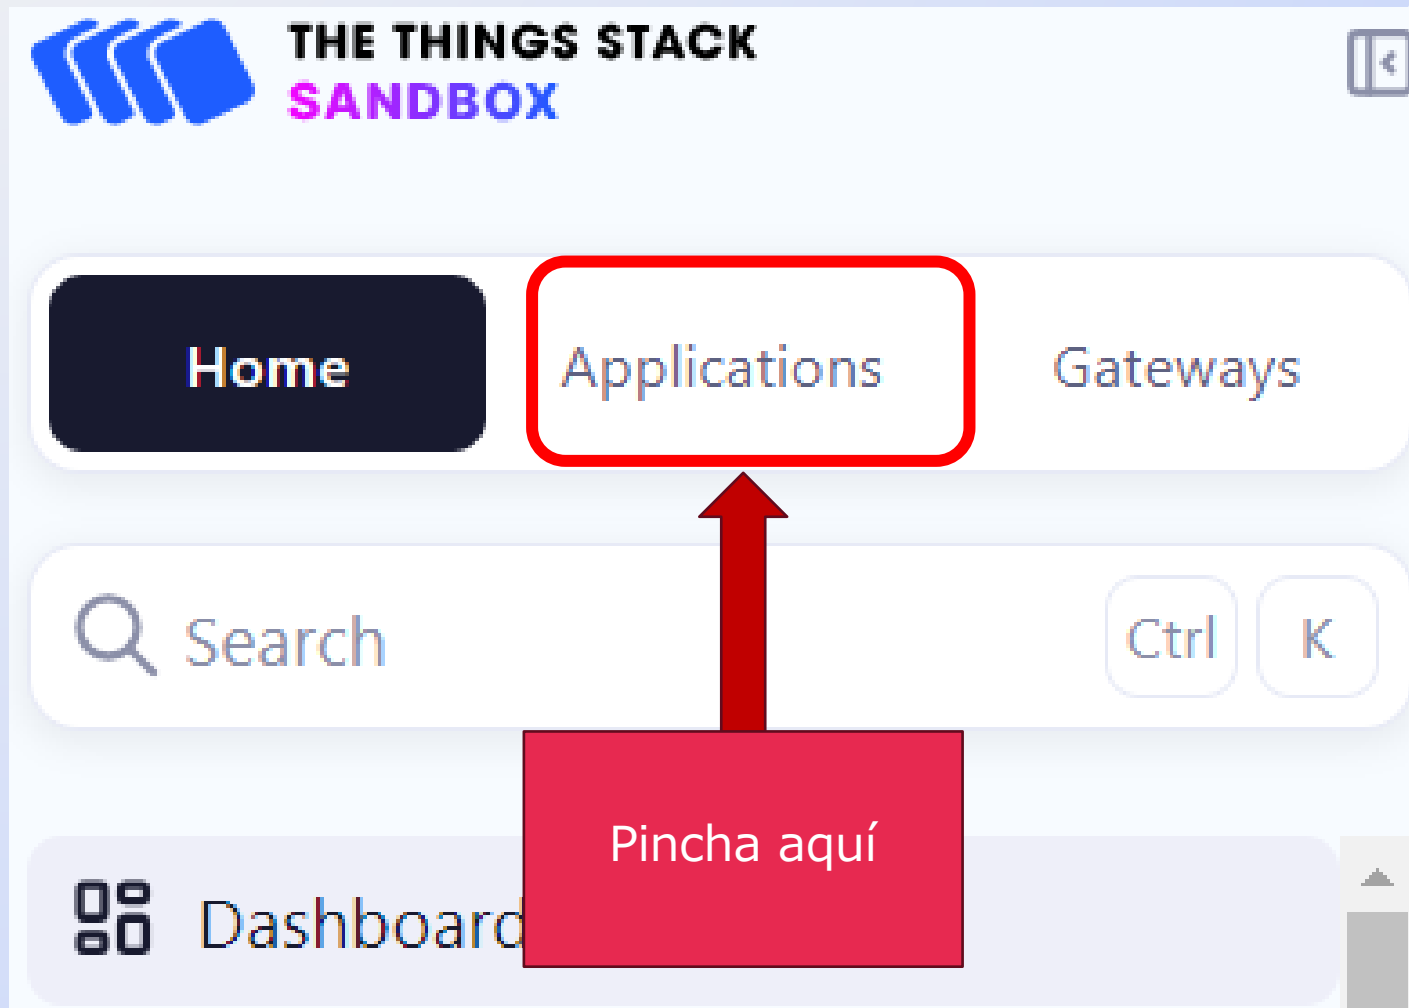 THE THINGS STACK
SANDBOX
Home Applications Gateways
Search Ctrl K
Pincha aquí
Dashboard